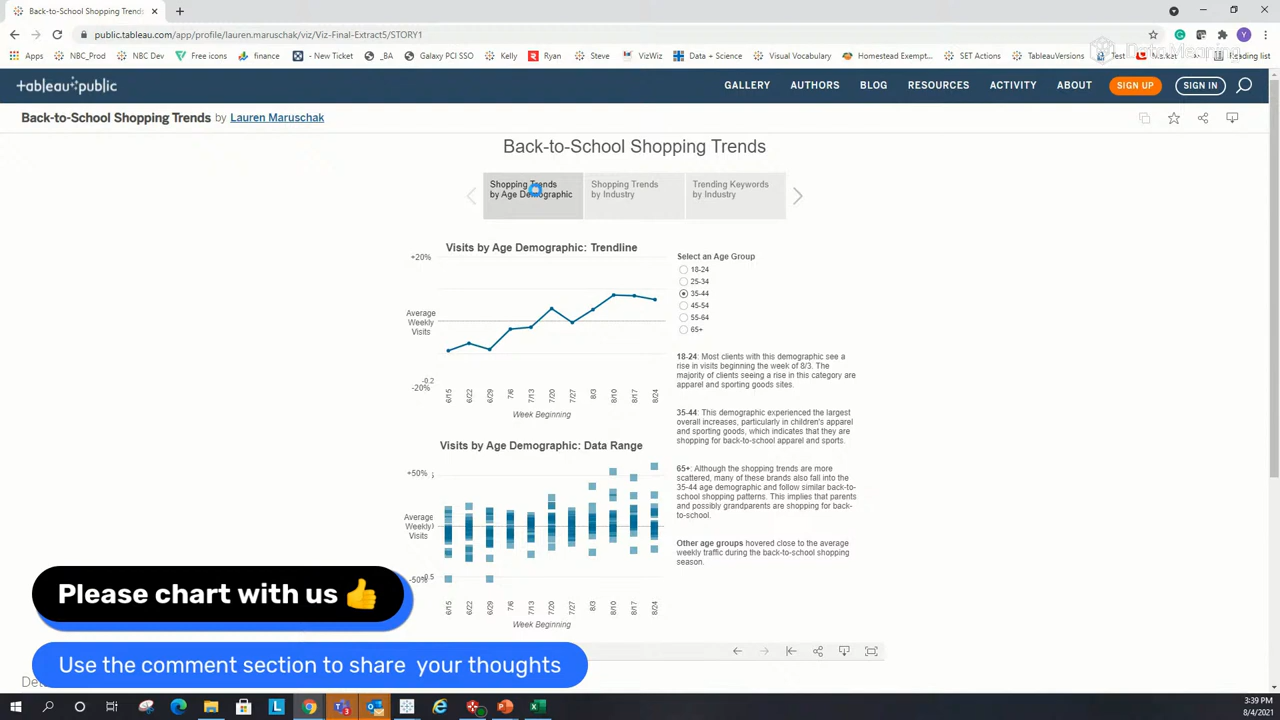 Back-to-School Shopping Trends
public.tableau.com/app/profile/lauren.maruschak/viz/Viz-Final-Extract5/STORY1
Apps NBC_Prod NBC Dev Free icons finance - New Ticket _BA Galaxy PCI SSO Kelly Ryan Steve VizWiz Data + Science Visual Vocabulary Homestead Exempt... SET Actions TableauVersions Reading list
tableau public
GALLERY AUTHORS BLOG RESOURCES ACTIVITY ABOUT SIGN UP SIGN IN
Back-to-School Shopping Trends by Lauren Maruschak
Back-to-School Shopping Trends
Shopping Trends
by Age Demographic
Shopping Trends
by Industry
Trending Keywords
by Industry
Visits by Age Demographic: Trendline
+20%
Average
Weekly
Visits
-0.2
-20%
6/15 6/22 6/29 7/6 7/13 7/20 7/27 8/3 8/10 8/17 8/24
Week Beginning
Select an Age Group
18-24
25-34
35-44
45-54
55-64
65+
18-24: Most clients with this demographic see a
rise in visits beginning the week of 8/3. The
majority of clients seeing a rise in this category are
apparel and sporting goods sites.
35-44: This demographic experienced the largest
overall increases, particularly in children's apparel
and sporting goods, which indicates that they are
shopping for back-to-school apparel and sports.
65+: Although the shopping trends are more
scattered, many of these brands also fall into the
35-44 age demographic and follow similar back-to-
school shopping patterns. This implies that parents
and possibly grandparents are shopping for back-
to-school.
Other age groups hovered close to the average
weekly traffic during the back-to-school shopping
season.
Visits by Age Demographic: Data Range
+50%
Average
Weekly
Visits
-50%
6/15 6/22 6/29 7/6 7/13 7/20 7/27 8/3 8/10 8/17 8/24
Week Beginning
Please chart with us 👍
Use the comment section to share your thoughts
3:39 PM
8/4/2021